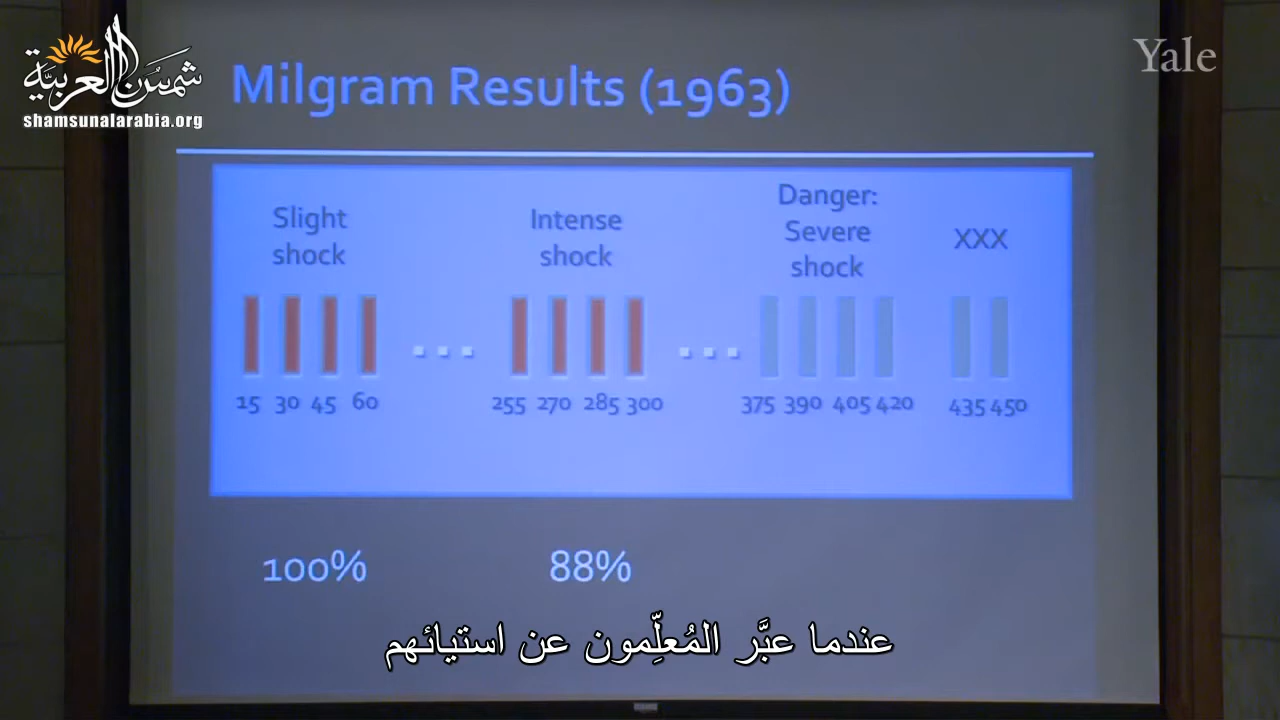 شمس العربية
shamsunalarabia.org
Yale
Milgram Results (1963)
Slight
shock
Intense
shock
Danger:
Severe
shock
XXX
15 30 45 60
255 270 285 300
375 390 405 420
435 450
100%
88%
عندما عبَّر المُعلِّمون عن استيائهم